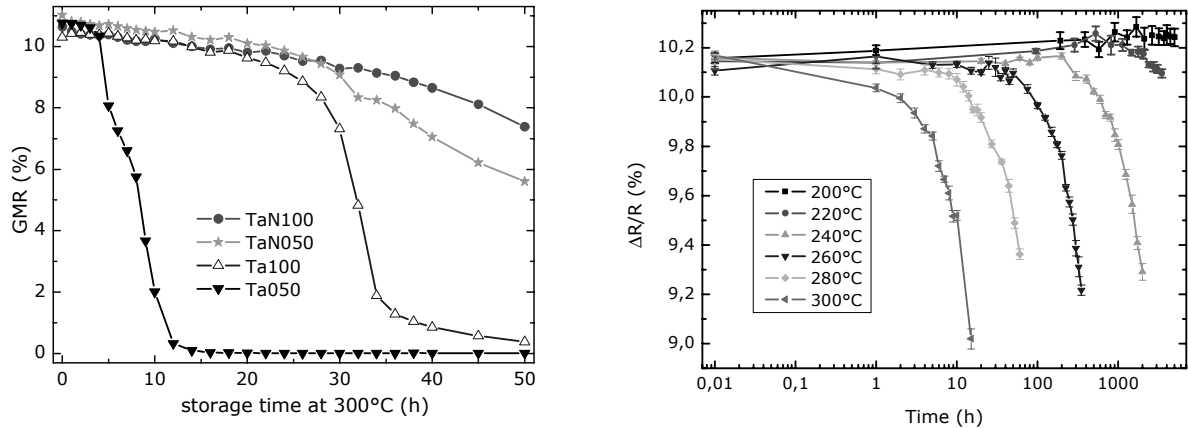 GMR (%)
10
8
6
4
2
0
TaN100
TaN050
Ta100
Ta050
0 10 20 30 40 50
storage time at 300°C (h)
ΔR/R (%)
10,2
10,0
9,8
9,6
9,4
9,2
9,0
200°C
220°C
240°C
260°C
280°C
300°C
0,01 0,1 1 10 100 1000
Time (h)